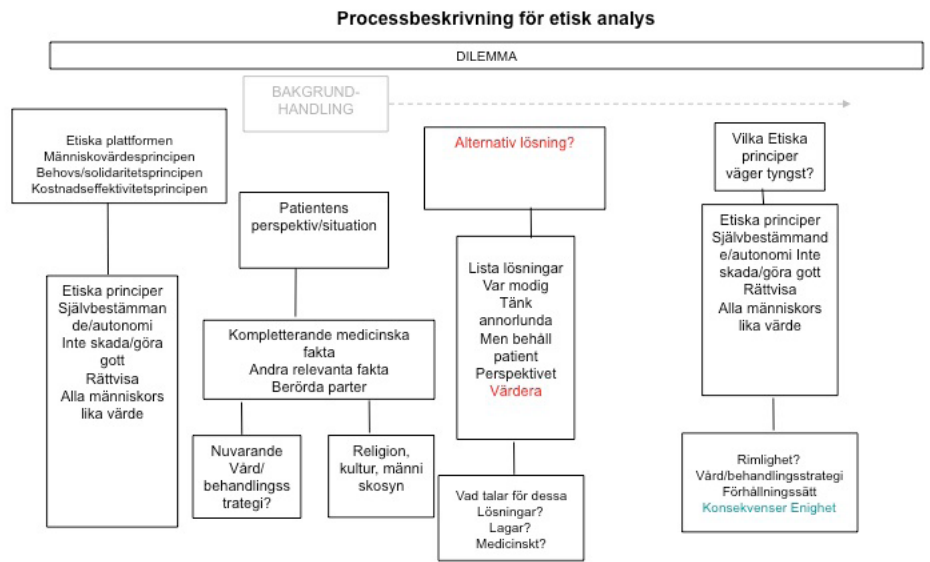 Processbeskrivning för etisk analys
DILEMMA
BAKGRUND-
HANDLING
Etiska plattformen
Människovärdesprincipen
Behovs/solidaritetsprincipen
Kostnadseffektivitetsprincipen
Etiska principer
Självbestämman
de/autonomi
Inte skada/göra
gott
Rättvisa
Alla människors
lika värde
Patientens
perspektiv/situation
Kompletterande medicinska
fakta
Andra relevanta fakta
Berörda parter
Nuvarande
Vård/
behandlingss
trategi?
Religion,
kultur, männi
skosyn
Alternativ lösning?
Lista lösningar
Var modig
Tänk
annorlunda
Men behåll
patient
Perspektivet
Värdera
Vad talar för dessa
Lösningar?
Lagar?
Medicinskt?
Vilka Etiska
principer
väger tyngst?
Etiska principer
Självbestämmand
e/autonomi Inte
skada/göra gott
Rättvisa
Alla människors
lika värde
Rimlighet?
Vård/behandlingsstrategi
Förhållningssätt
Konsekvenser Enighet